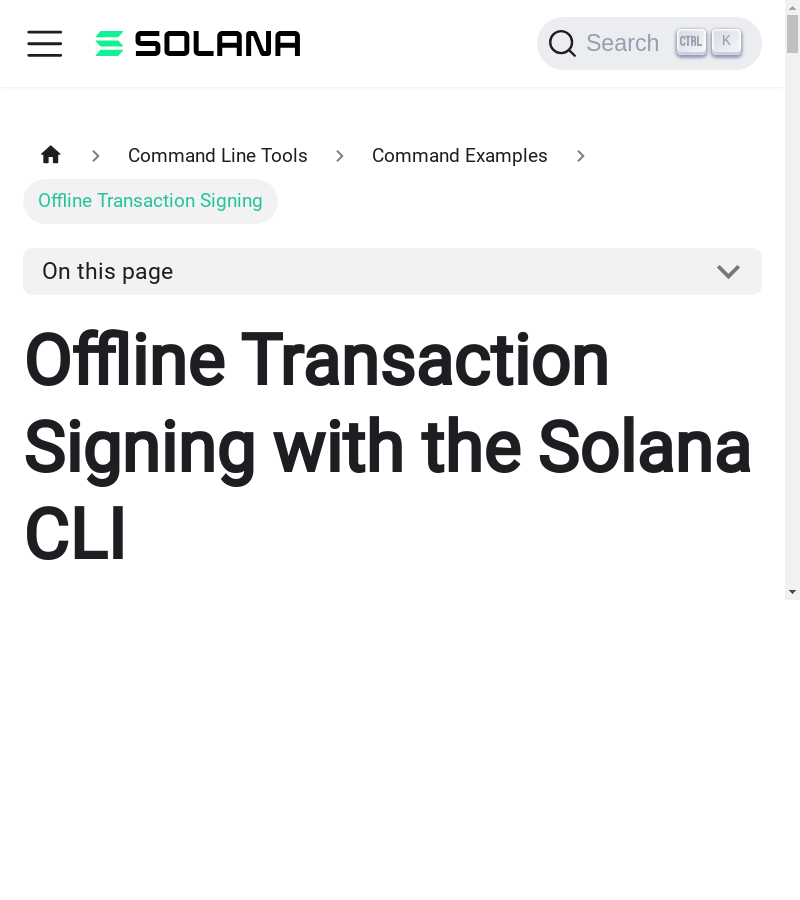 SOLANA
Search CTRL K
Command Line Tools
Command Examples
Offline Transaction Signing
On this page
Offline Transaction
Signing with the Solana
CLI